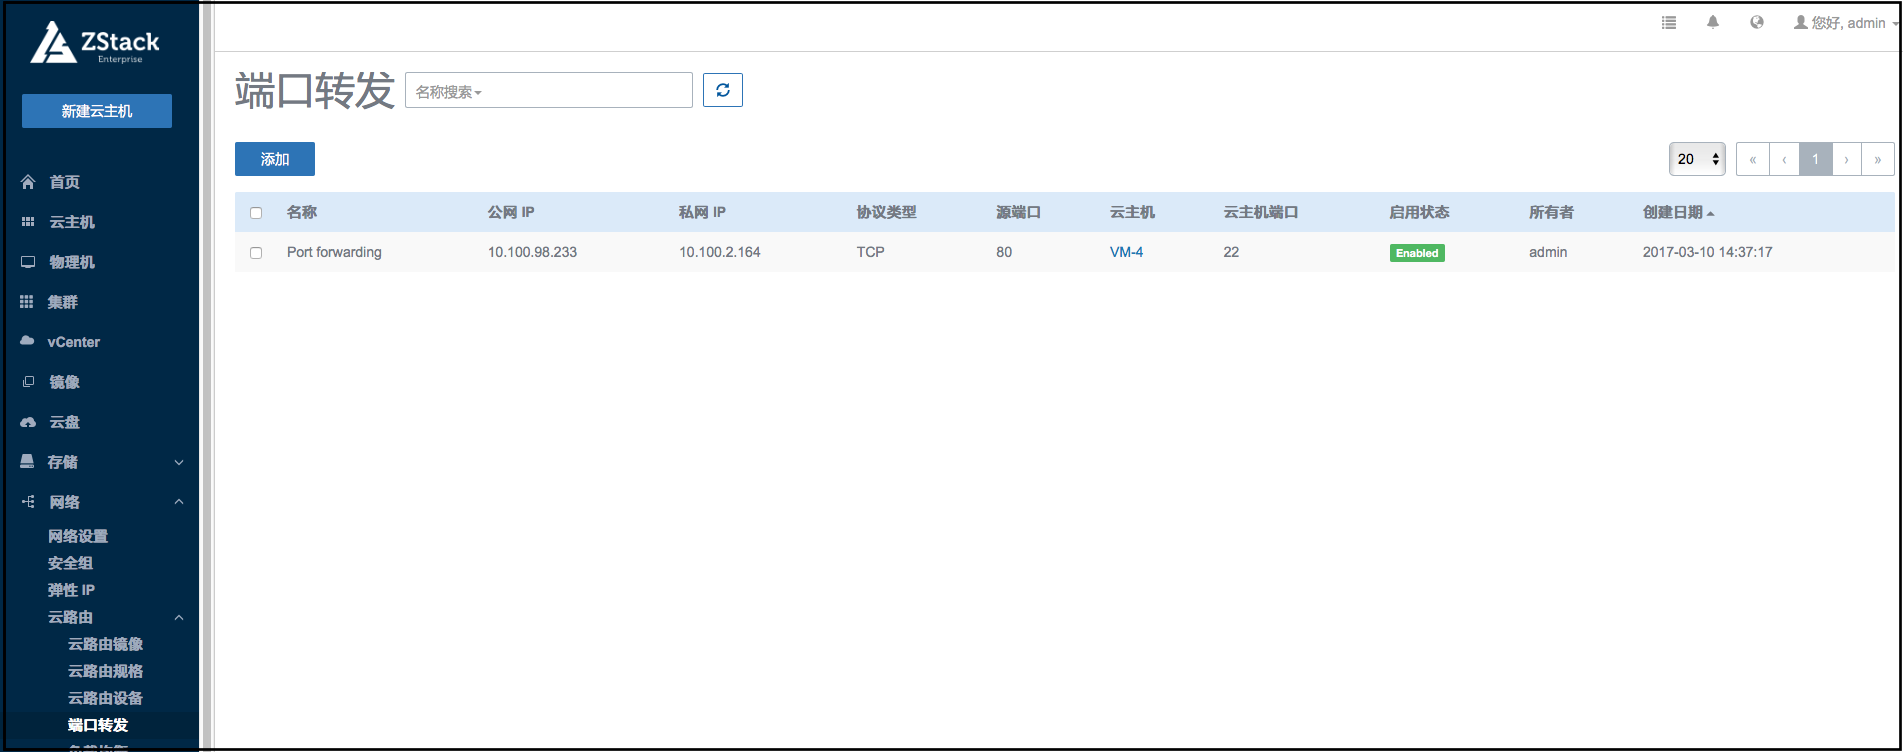 ZStack
Enterprise
新建云主机
首页
云主机
物理机
集群
vCenter
镜像
云盘
存储
网络
网络设置
安全组
弹性 IP
云路由
云路由镜像
云路由规格
云路由设备
端口转发
您好, admin
端口转发 名称搜索
添加
20 « ‹ 1 › »
名称 公网 IP 私网 IP 协议类型 源端口 云主机 云主机端口 启用状态 所有者 创建日期
Port forwarding 10.100.98.233 10.100.2.164 TCP 80 VM-4 22 Enabled admin 2017-03-10 14:37:17